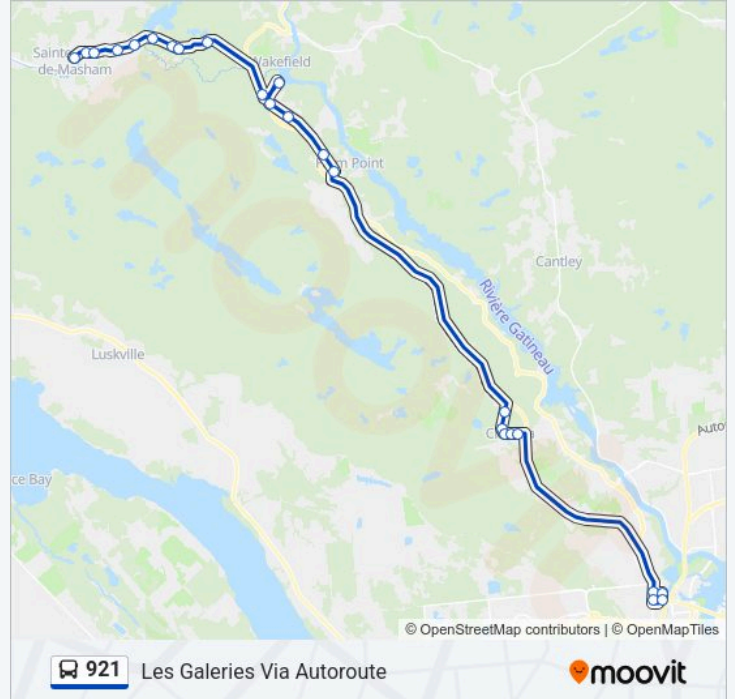 Sainte
de-Masham
Wakefield
Farm Point
Cantley
Rivière Gatineau
Luskville
ce Bay
Auto
© OpenStreetMap contributors | © OpenMapTiles
921 Les Galeries Via Autoroute
moovit